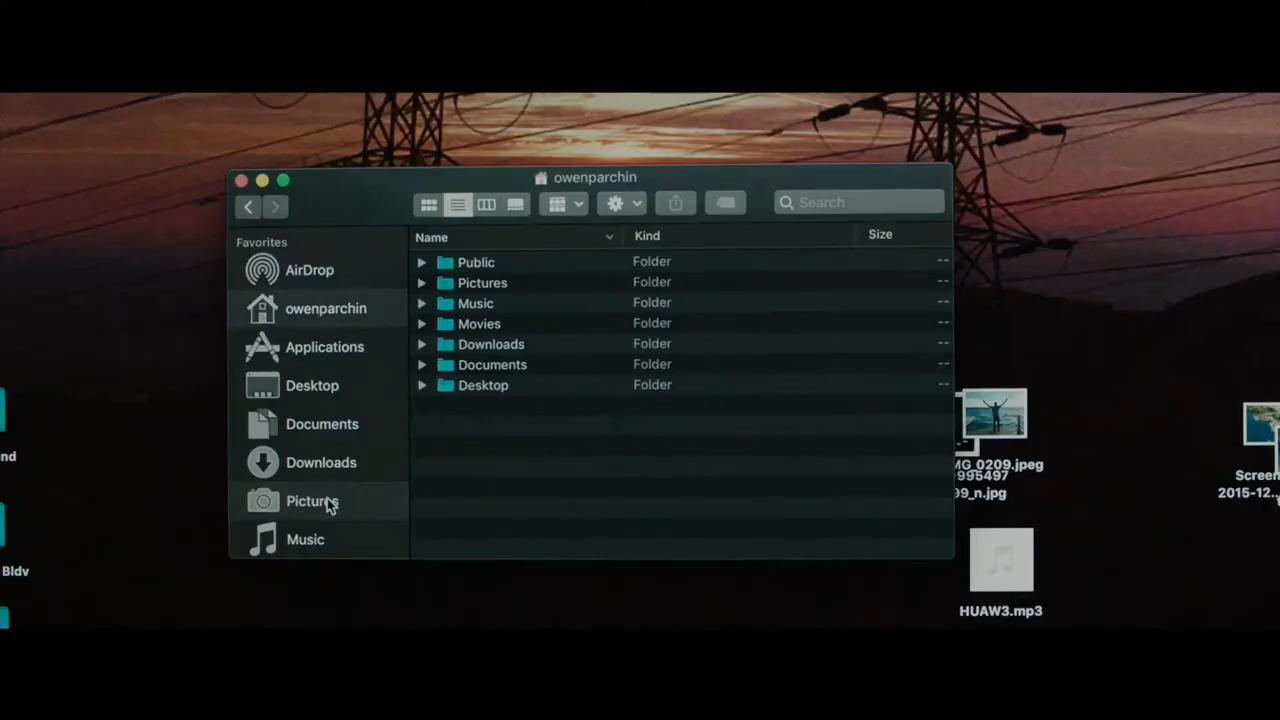 owenparchin
Search
Favorites
AirDrop
owenparchin
Applications
Desktop
Documents
Downloads
Pictures
Music
Name
Kind
Size
Public
Folder
--
Pictures
Folder
--
Music
Folder
--
Movies
Folder
--
Downloads
Folder
--
Documents
Folder
--
Desktop
Folder
--
nd
Bldv
MG_0209.jpeg
995497
99_n.jpg
HUAW3.mp3
Screen
2015-12...